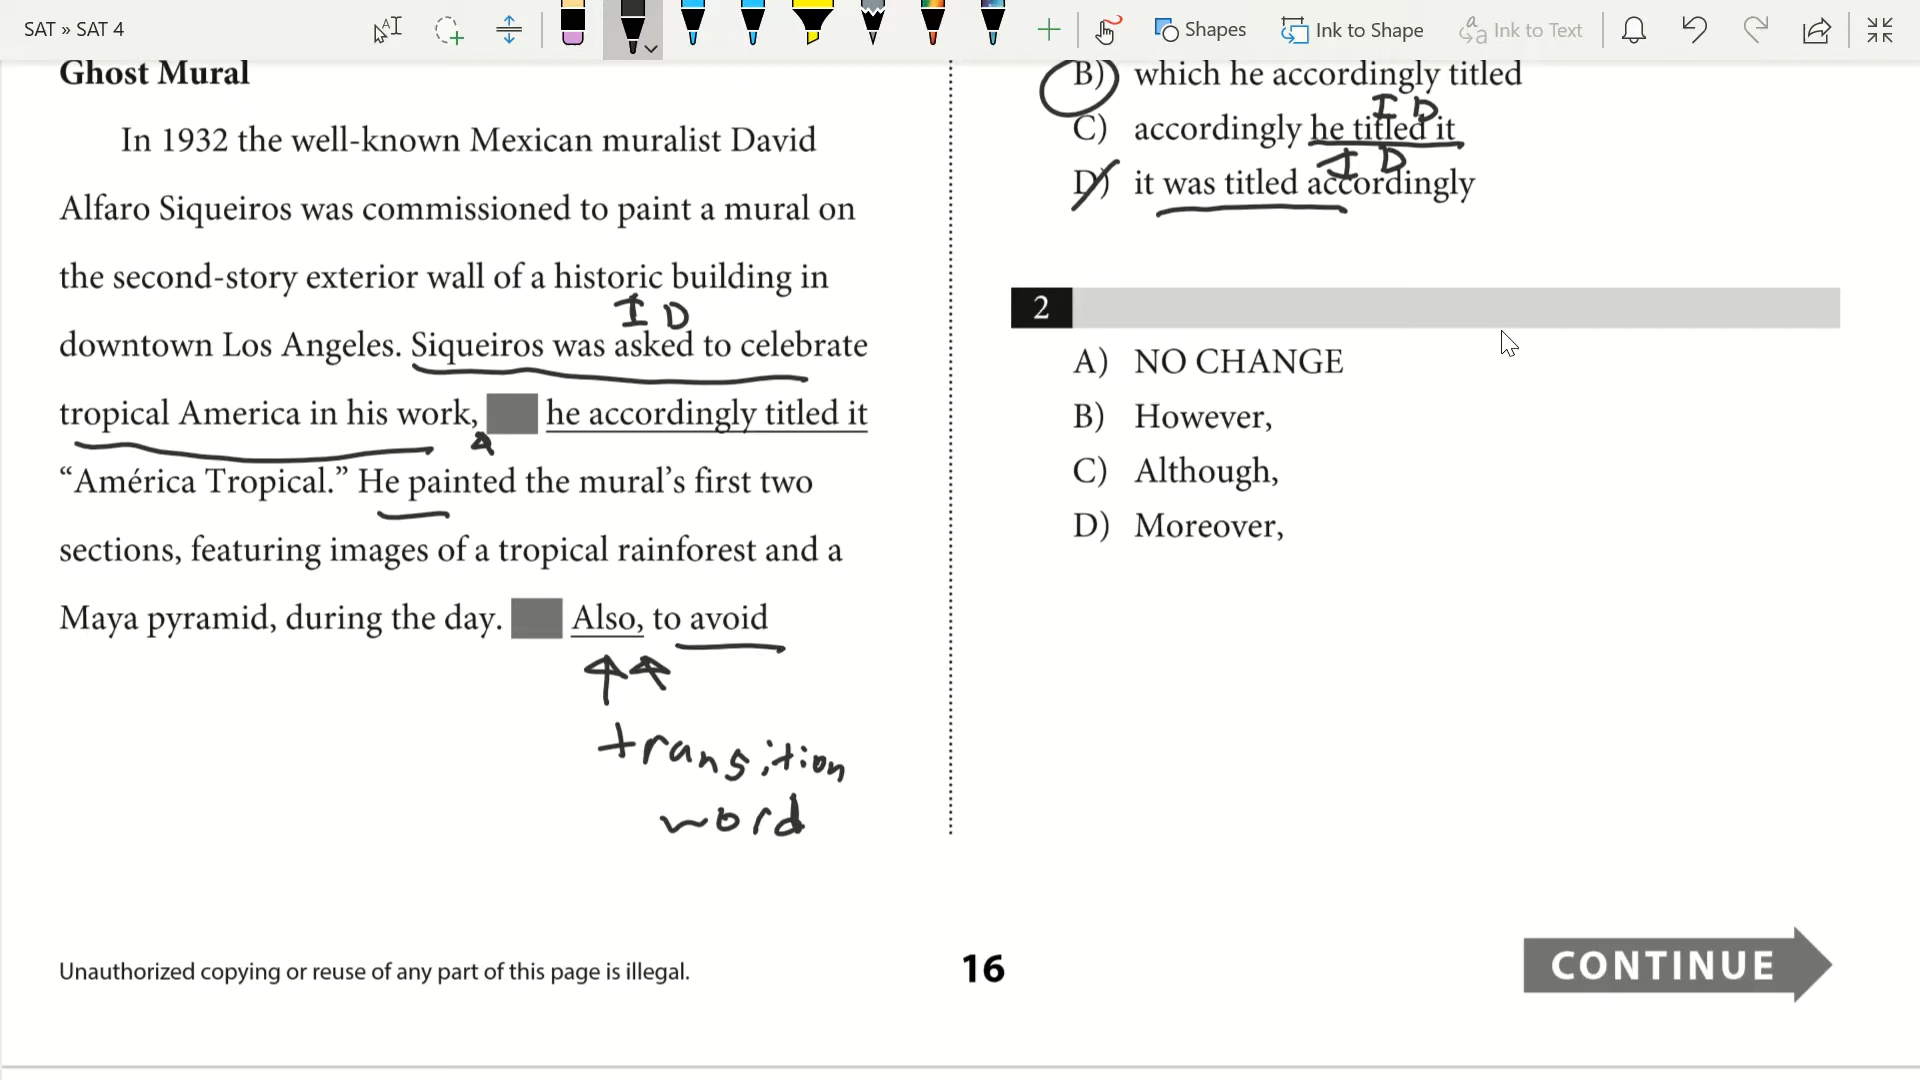 SAT » SAT 4
Shapes
Ink to Shape
Ink to Text
Ghost Mural
In 1932 the well-known Mexican muralist David
Alfaro Siqueiros was commissioned to paint a mural on
the second-story exterior wall of a historic building in
I D
downtown Los Angeles. Siqueiros was asked to celebrate
tropical America in his work, he accordingly titled it
“América Tropical.” He painted the mural’s first two
sections, featuring images of a tropical rainforest and a
Maya pyramid, during the day. Also, to avoid
transition
word
B) which he accordingly titled
I D
C) accordingly he titled it
I D
D) it was titled accordingly
2
A) NO CHANGE
B) However,
C) Although,
D) Moreover,
Unauthorized copying or reuse of any part of this page is illegal.
16
CONTINUE